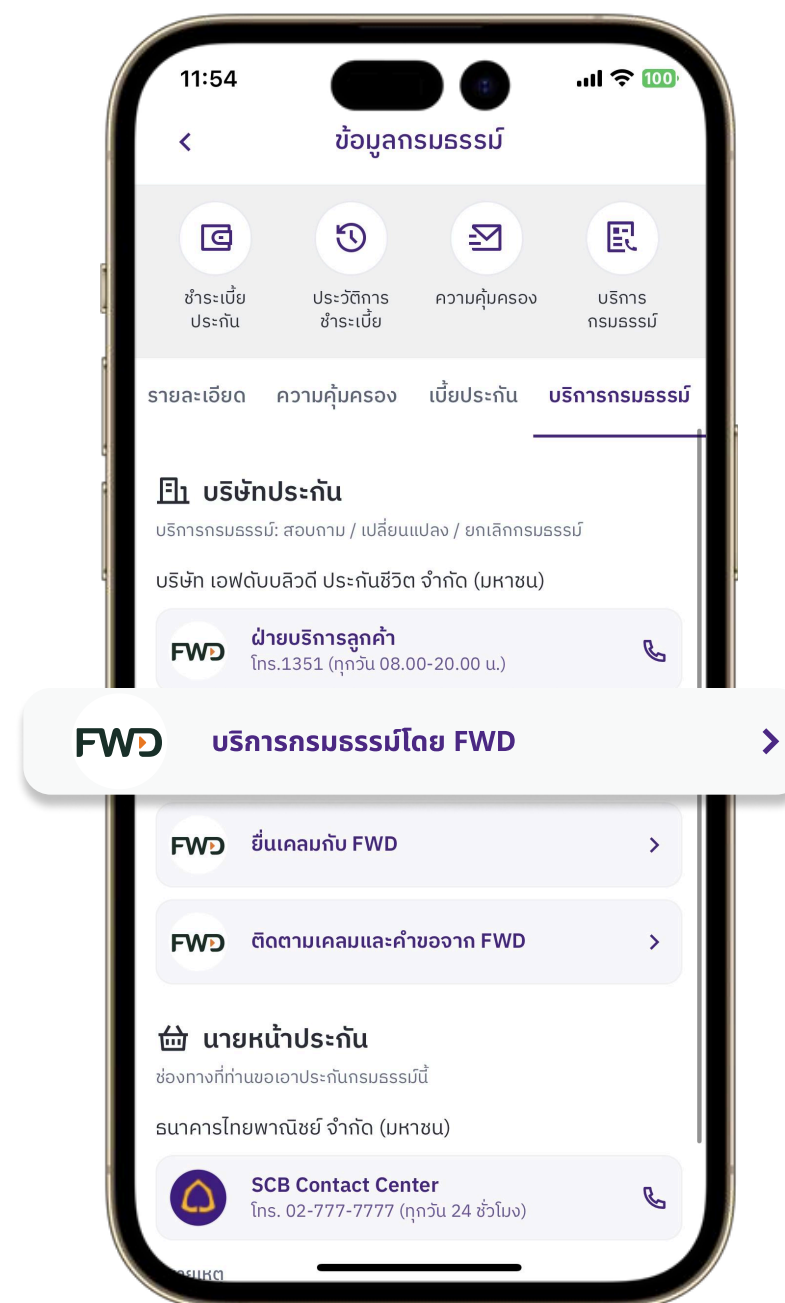 11:54
100
ข้อมูลกรมธรรม์
ชำระเบี้ย
ประกัน
ประวัติการ
ชำระเบี้ย
ความคุ้มครอง
บริการ
กรมธรรม์
รายละเอียด
ความคุ้มครอง
เบี้ยประกัน
บริการกรมธรรม์
บริษัทประกัน
บริการกรมธรรม์: สอบถาม / เปลี่ยนแปลง / ยกเลิกกรมธรรม์
บริษัท เอฟดับบลิวดี ประกันชีวิต จำกัด (มหาชน)
FWD
ฝ่ายบริการลูกค้า
โทร.1351 (ทุกวัน 08.00-20.00 น.)
FWD
บริการกรมธรรม์โดย FWD
FWD
ยื่นเคลมกับ FWD
FWD
ติดตามเคลมและคำขอจาก FWD
นายหน้าประกัน
ช่องทางที่ท่านขอเอาประกันกรมธรรม์นี้
ธนาคารไทยพาณิชย์ จำกัด (มหาชน)
SCB Contact Center
โทร. 02-777-7777 (ทุกวัน 24 ชั่วโมง)